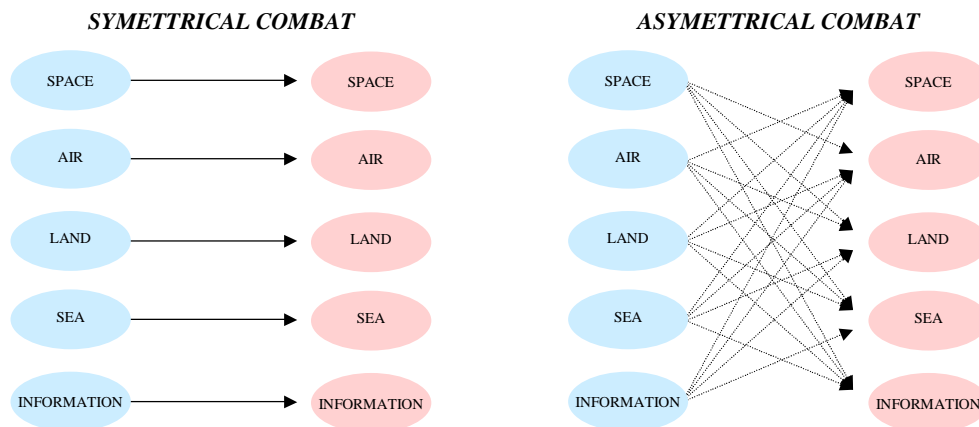 SYMETTRICAL COMBAT
SPACE
SPACE
AIR
AIR
LAND
LAND
SEA
SEA
INFORMATION
INFORMATION
ASYMETTRICAL COMBAT
SPACE
SPACE
AIR
AIR
LAND
LAND
SEA
SEA
INFORMATION
INFORMATION